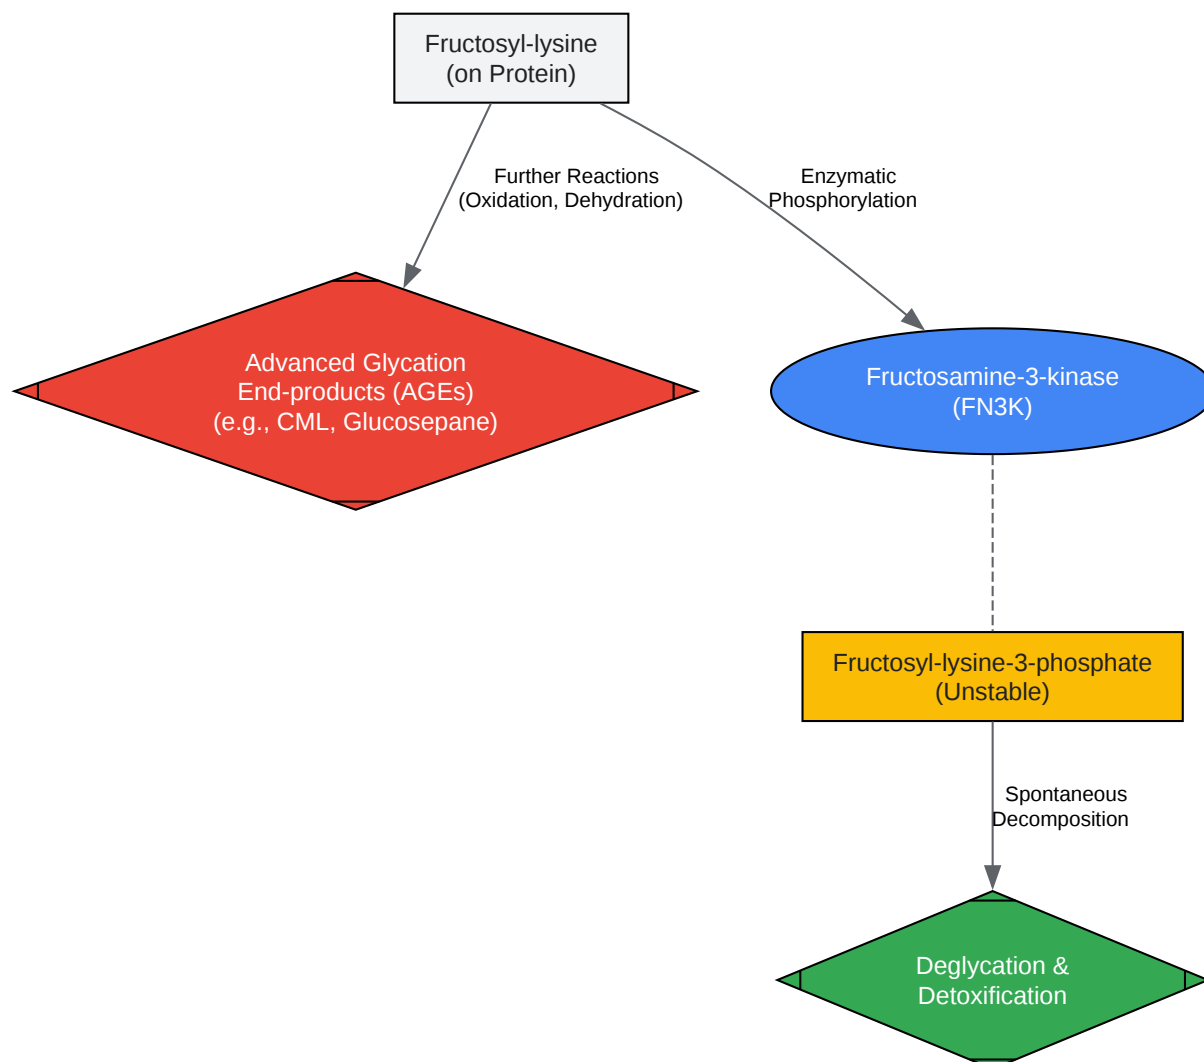 Fructosyl-lysine
(on Protein)
Further Reactions
(Oxidation, Dehydration)
Enzymatic
Phosphorylation
Advanced Glycation
End-products (AGEs)
(e.g., CML, Glucosepane)
Fructosamine-3-kinase
(FN3K)
Fructosyl-lysine-3-phosphate
(Unstable)
Spontaneous
Decomposition
Deglycation &
Detoxification